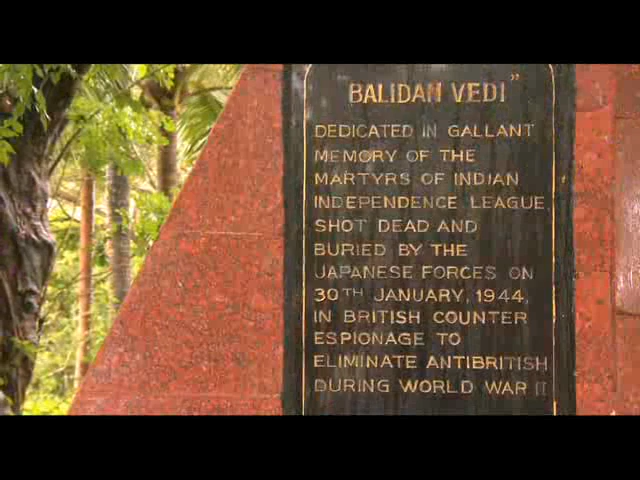 BALIDAN VEDI"
DEDICATED IN GALLANT
MEMORY OF THE
MARTYRS OF INDIAN
INDEPENDENCE LEAGUE,
SHOT DEAD AND
BURIED BY THE
JAPANESE FORCES ON
30TH JANUARY, 1944,
IN BRITISH COUNTER
ESPIONAGE TO
ELIMINATE ANTIBRITISH
DURING WORLD WAR II